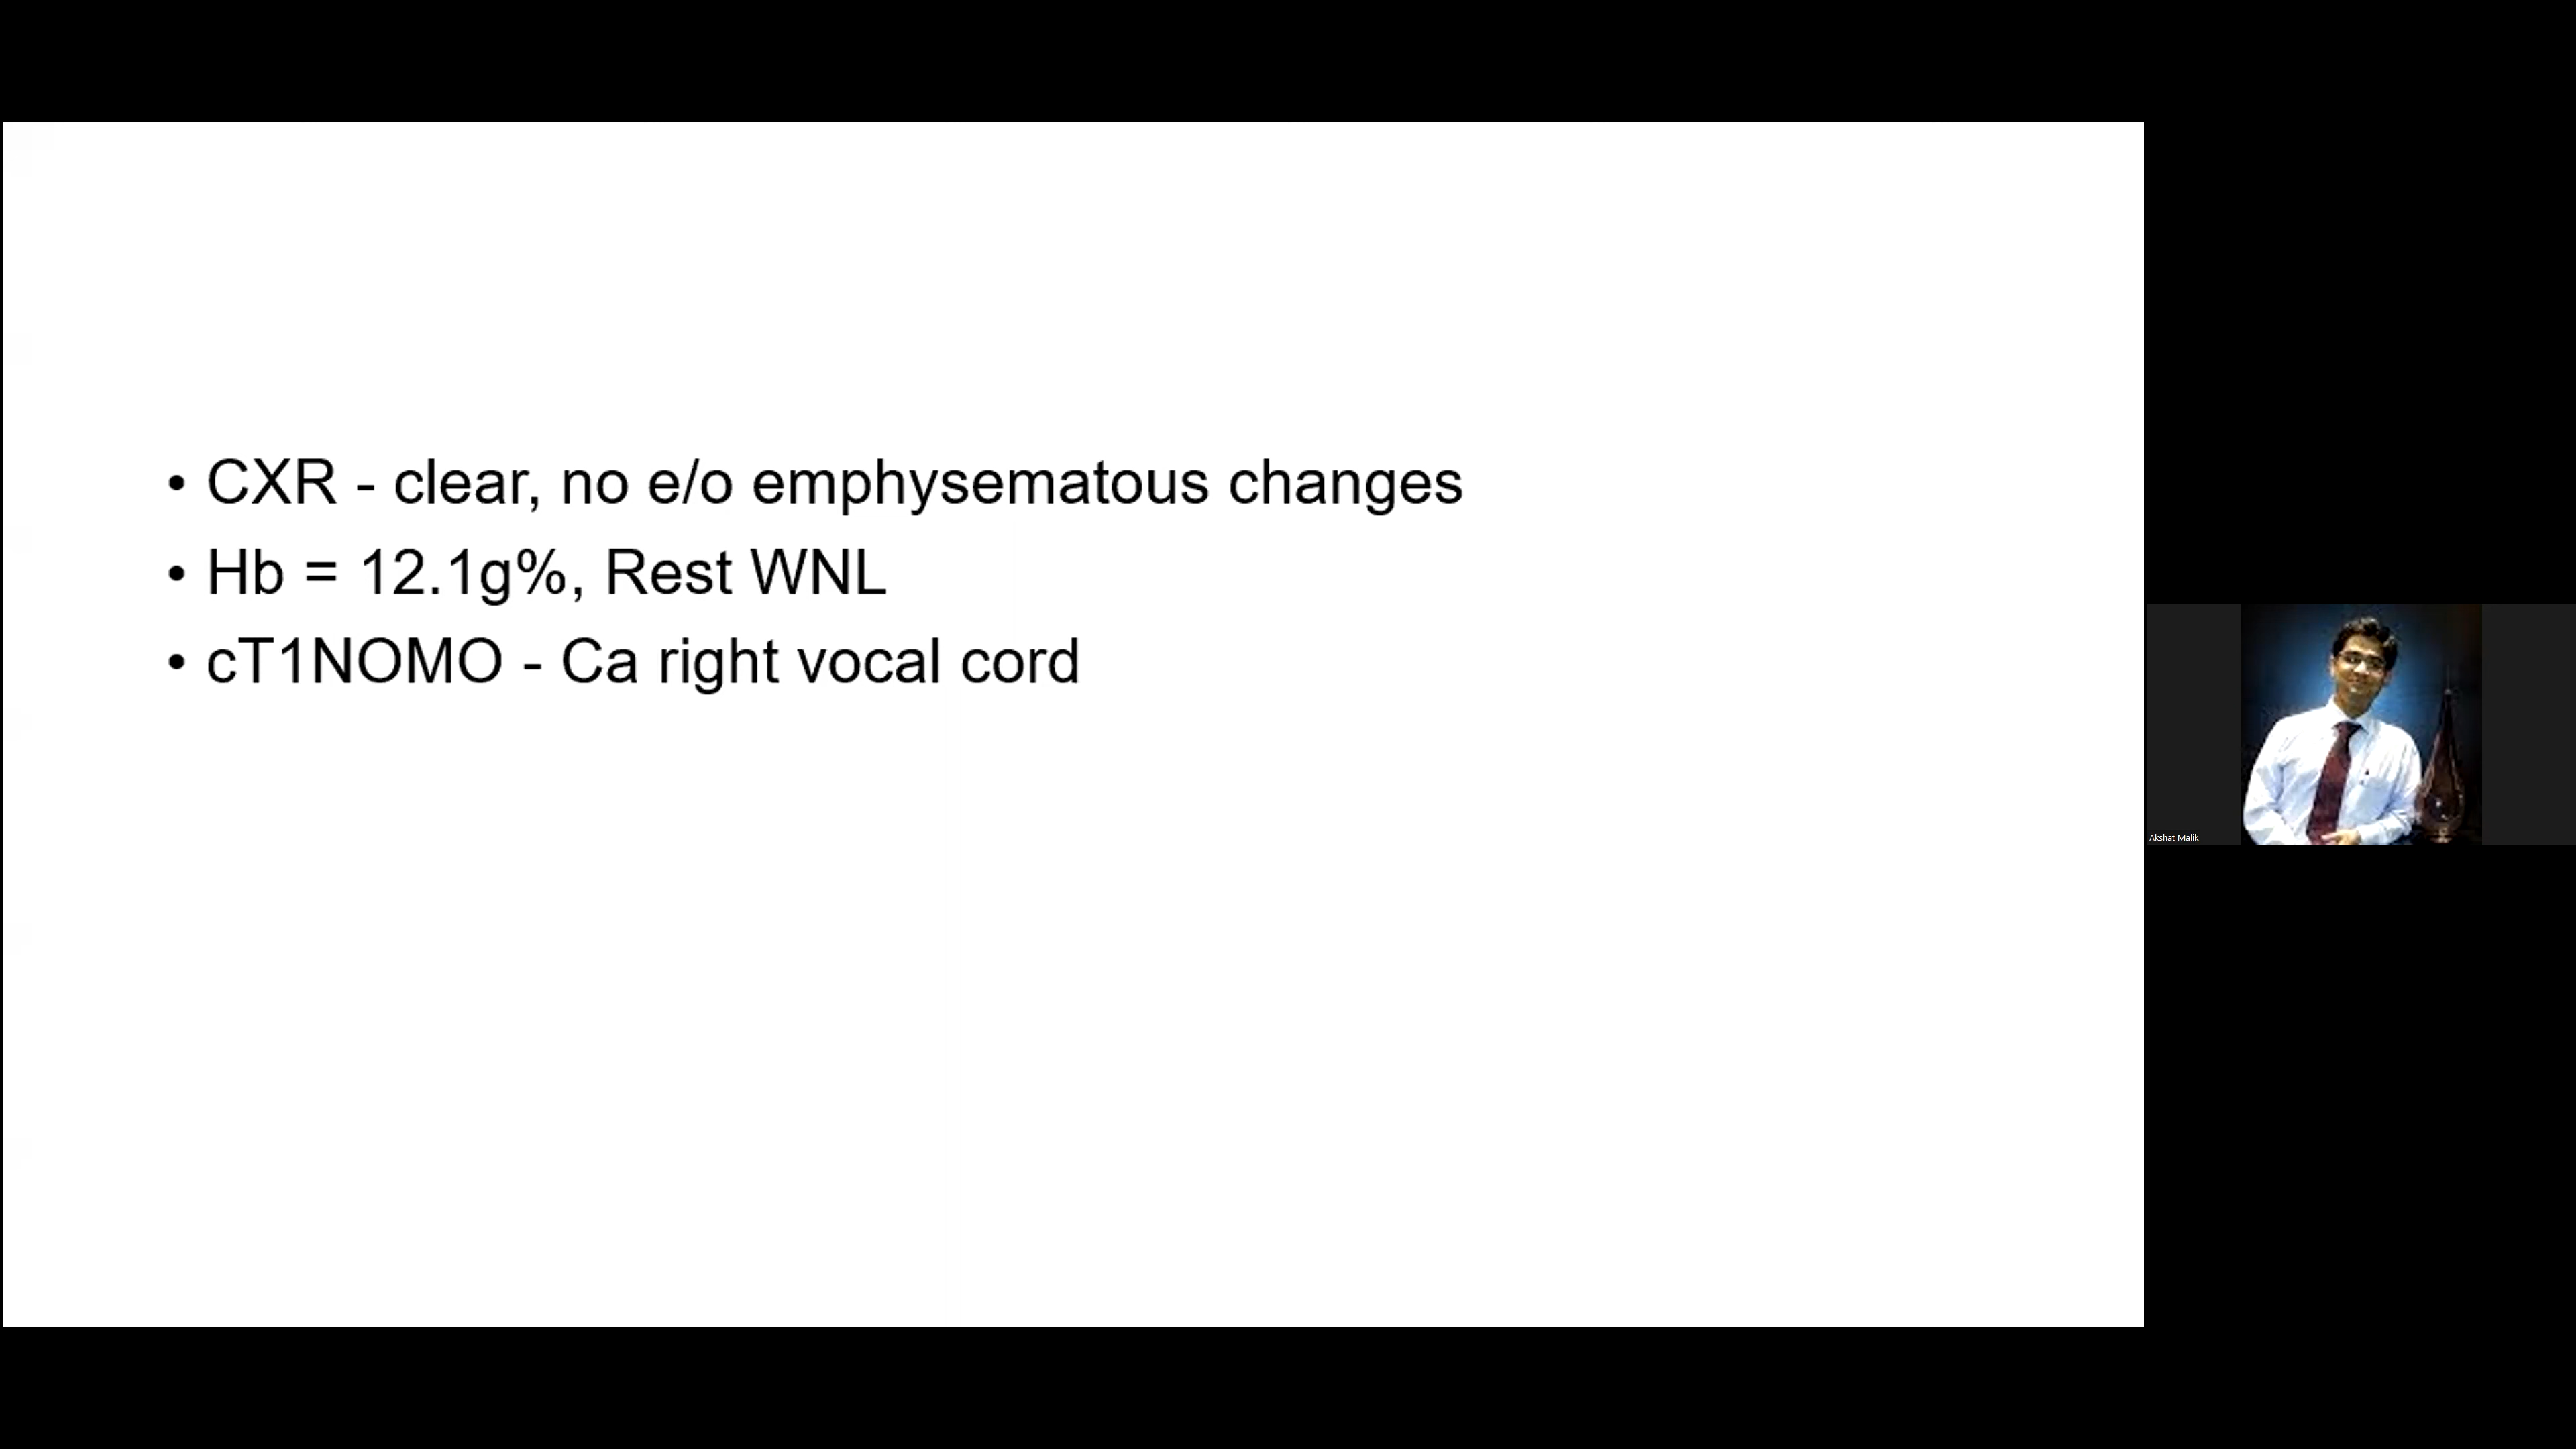 • CXR - clear, no e/o emphysematous changes
• Hb = 12.1g%, Rest WNL
• cT1NOMO - Ca right vocal cord
Akshat Malik